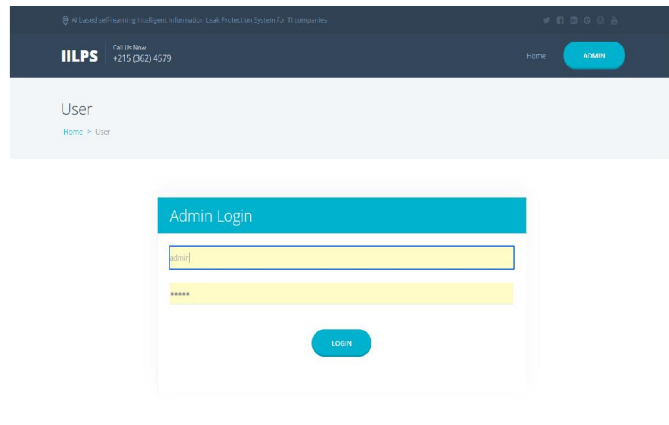 AI based self-learning Intelligent Information Leak Protection System for IT companies
IILPS
Call Us Now
+215 (362) 4579
Home
ADMIN
User
Home > User
Admin Login
admin
*****
LOGIN